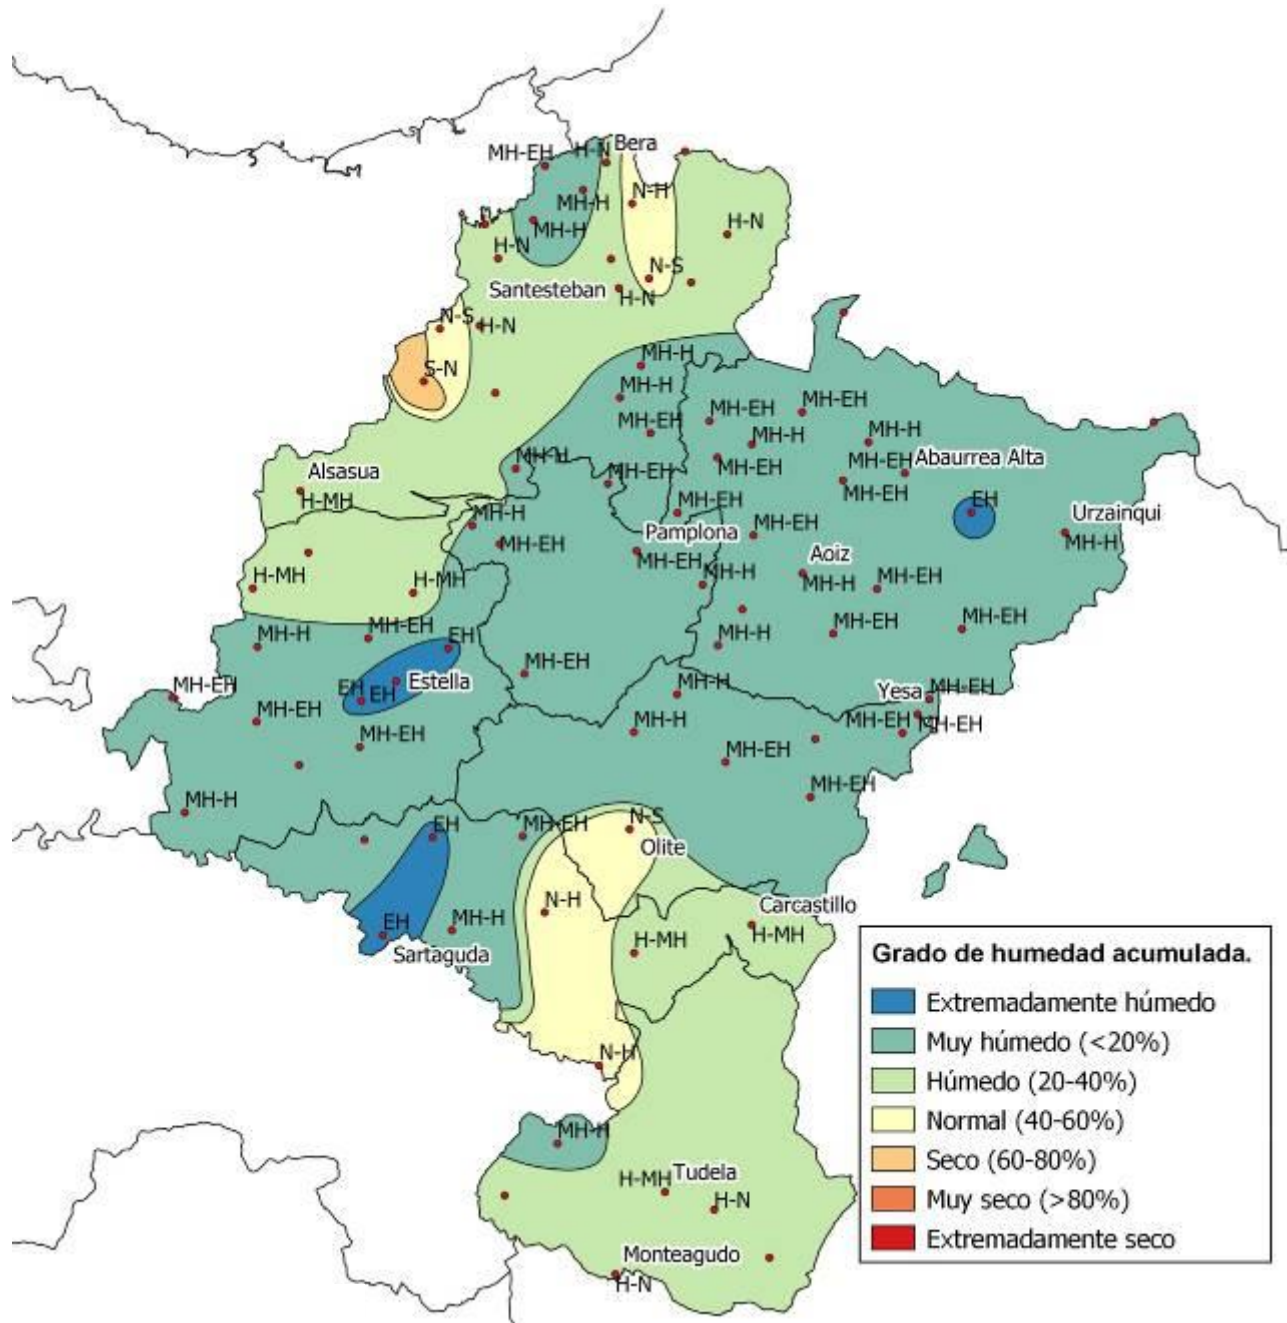 Bera
H-N
MH-EH
N-H
MH-H
MH-H
H-N
H-N
N-S
Santesteban
H-N
N-S
H-N
MH-H
S-N
MH-H
MH-EH
MH-EH
MH-EH
MH-H
MH-H
MH-H
MH-EH
Abaurrea Alta
MH-EH
Alsasua
MH-EH
MH-EH
H-MH
MH-EH
EH
Urzainqui
MH-H
Pamplona
MH-EH
MH-H
MH-EH
MH-EH
Aoiz
MH-H
MH-H
MH-EH
H-MH
H-MH
MH-EH
MH-H
EH
MH-H
MH-EH
MH-EH
MH-EH
Estella
MH-EH
EH
EH
MH-H
Yesa
MH-EH
MH-EH
MH-H
MH-EH
MH-EH
MH-EH
MH-EH
MH-EH
MH-H
N-S
EH
MH-EH
Olite
N-H
Carcastillo
EH
MH-H
H-MH
Sartaguda
H-MH
N-H
MH-H
Tudela
H-MH
H-N
Monteagudo
H-N
Grado de humedad acumulada.
Extremadamente húmedo
Muy húmedo (<20%)
Húmedo (20-40%)
Normal (40-60%)
Seco (60-80%)
Muy seco (>80%)
Extremadamente seco